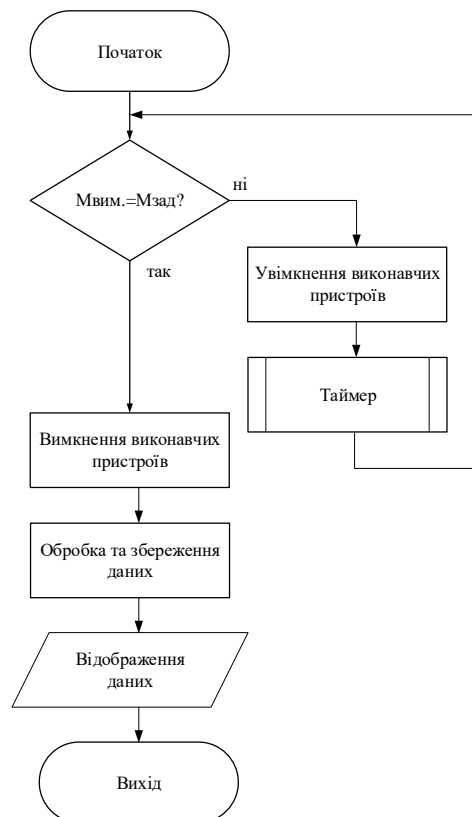 Початок
Мвим.=Мзад?
ні
так
Увімкнення виконавчих
пристроїв
Таймер
Вимкнення виконавчих
пристроїв
Обробка та збереження
даних
Відображення
даних
Вихід